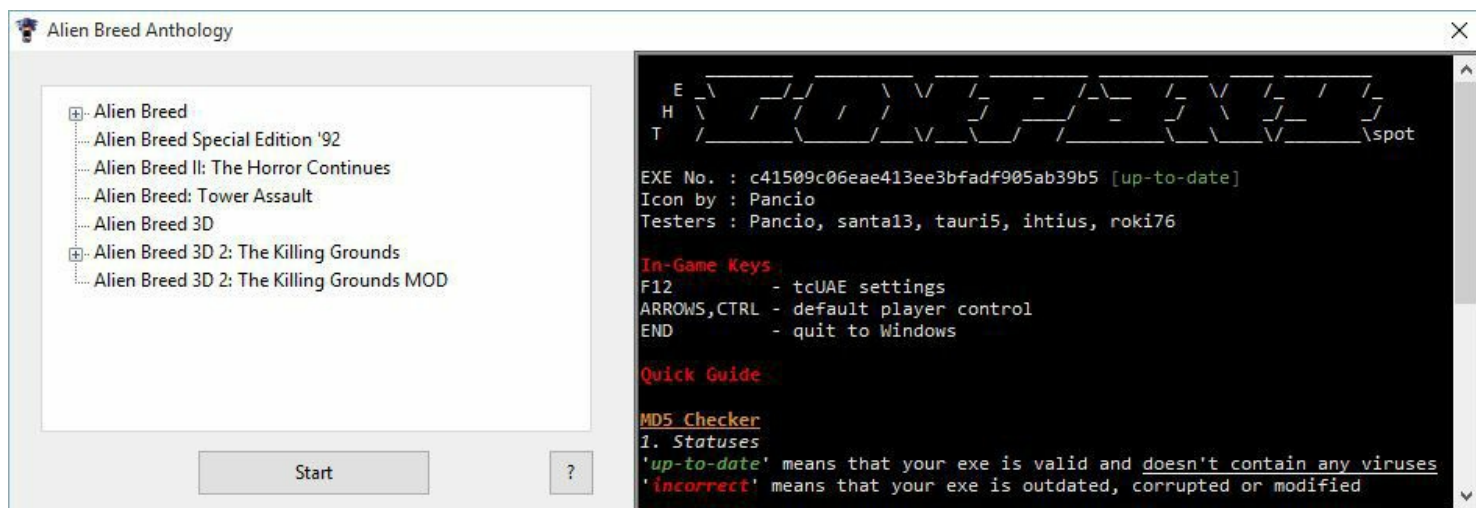 Alien Breed Anthology
Alien Breed
Alien Breed Special Edition '92
Alien Breed II: The Horror Continues
Alien Breed: Tower Assault
Alien Breed 3D
Alien Breed 3D 2: The Killing Grounds
Alien Breed 3D 2: The Killing Grounds MOD
Start
?
THE COMPANY
spot
EXE No. : c41509c06eae413ee3bfadf905ab39b5 [up-to-date]
Icon by : Pancio
Testers : Pancio, santa13, tauri5, ihtius, roki76
In-Game Keys
F12 - tcUAE settings
ARROWS,CTRL - default player control
END - quit to Windows
Quick Guide
MD5 Checker
1. Statuses
'up-to-date' means that your exe is valid and doesn't contain any viruses
'incorrect' means that your exe is outdated, corrupted or modified